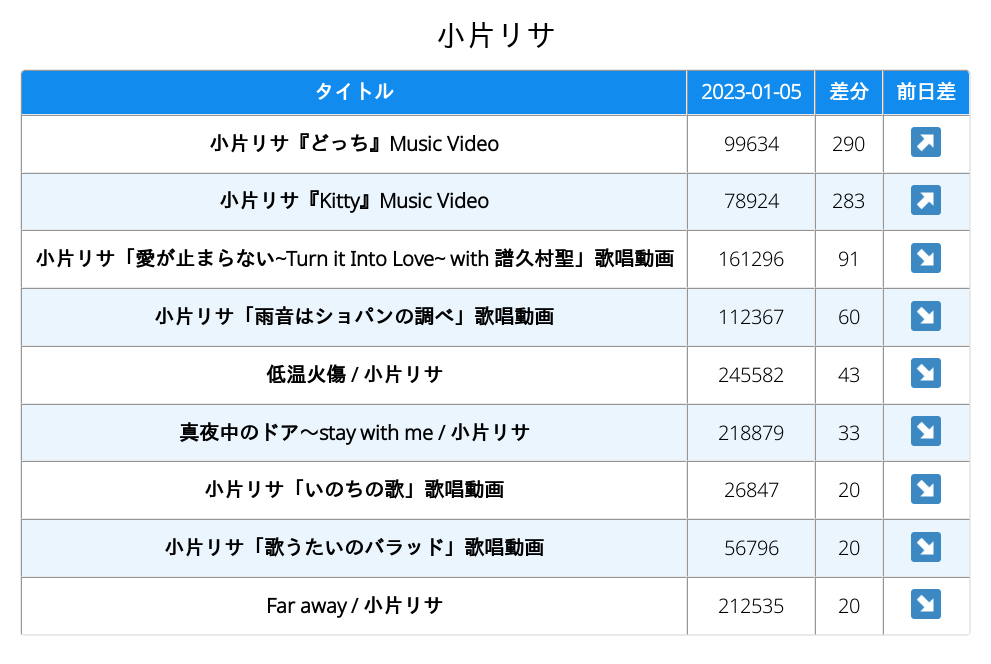 小片リサ
タイトル 2023-01-05 差分 前日差
小片リサ『どっち』Music Video 99634 290 ↗
小片リサ『Kitty』Music Video 78924 283 ↗
小片リサ「愛が止まらない~Turn it Into Love~ with 譜久村聖」歌唱動画 161296 91 ↘
小片リサ「雨音はショパンの調べ」歌唱動画 112367 60 ↘
低温火傷 / 小片リサ 245582 43 ↘
真夜中のドア〜stay with me / 小片リサ 218879 33 ↘
小片リサ「いのちの歌」歌唱動画 26847 20 ↘
小片リサ「歌うたいのバラッド」歌唱動画 56796 20 ↘
Far away / 小片リサ 212535 20 ↘